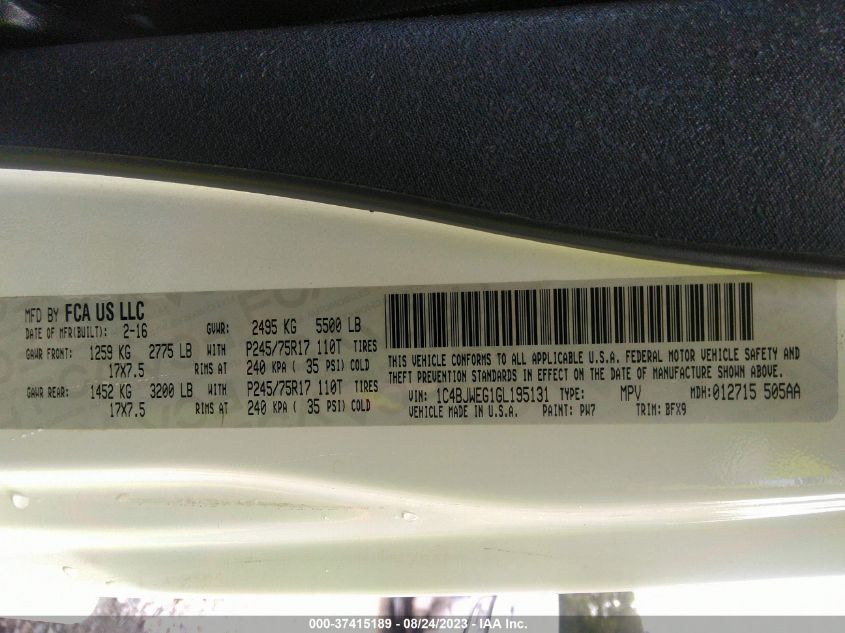 MFD BY FCA US LLC
DATE OF MFR(BUILT): 2-16 GVWR: 2495 KG 5500 LB
GAWR FRONT: 1259 KG 2775 LB WITH P245/75R17 110T TIRES
17X7.5 RIMS AT 240 KPA ( 35 PSI) COLD
GAWR REAR: 1452 KG 3200 LB WITH P245/75R17 110T TIRES
17X7.5 RIMS AT 240 KPA ( 35 PSI) COLD
THIS VEHICLE CONFORMS TO ALL APPLICABLE U.S.A. FEDERAL MOTOR VEHICLE SAFETY AND
THEFT PREVENTION STANDARDS IN EFFECT ON THE DATE OF MANUFACTURE SHOWN ABOVE.
VIN: 1C4BJWEG1GL195131 TYPE: MPV MDH:012715 505AA
VEHICLE MADE IN U.S.A. PAINT: PW7 TRIM: BFX9
000-37415189 - 08/24/2023 - © IAA Inc.